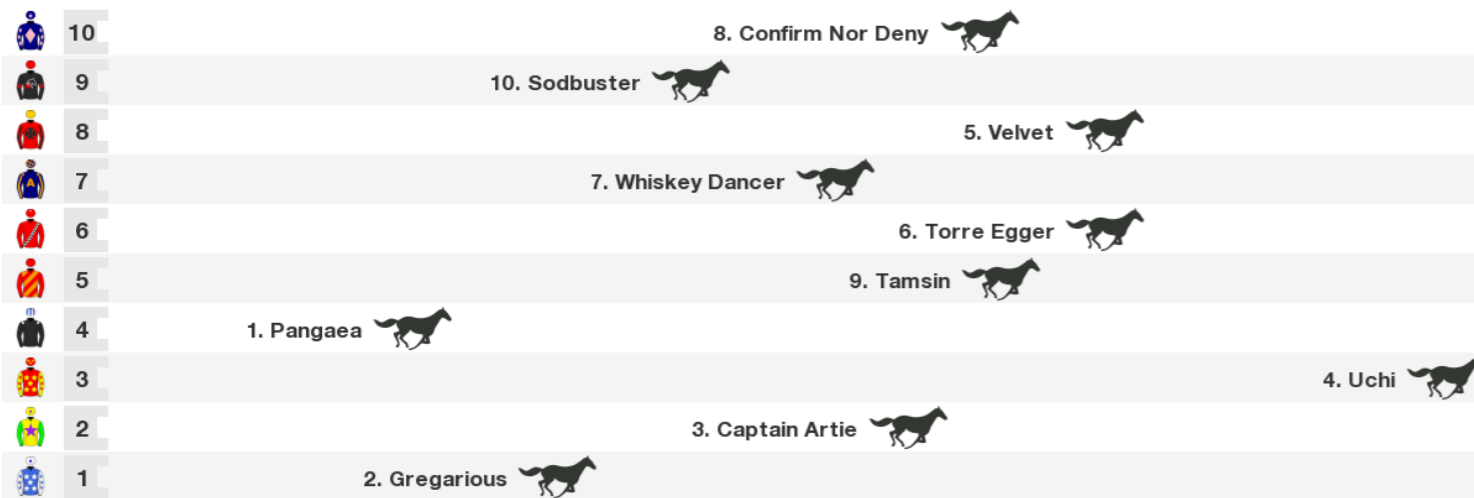 10 8. Confirm Nor Deny
9 10. Sodbuster
8 5. Velvet
A 7 7. Whiskey Dancer
6 6. Torre Egger
5 9. Tamsin
4 1. Pangaea
3 4. Uchi
2 3. Captain Artie
1 2. Gregarious